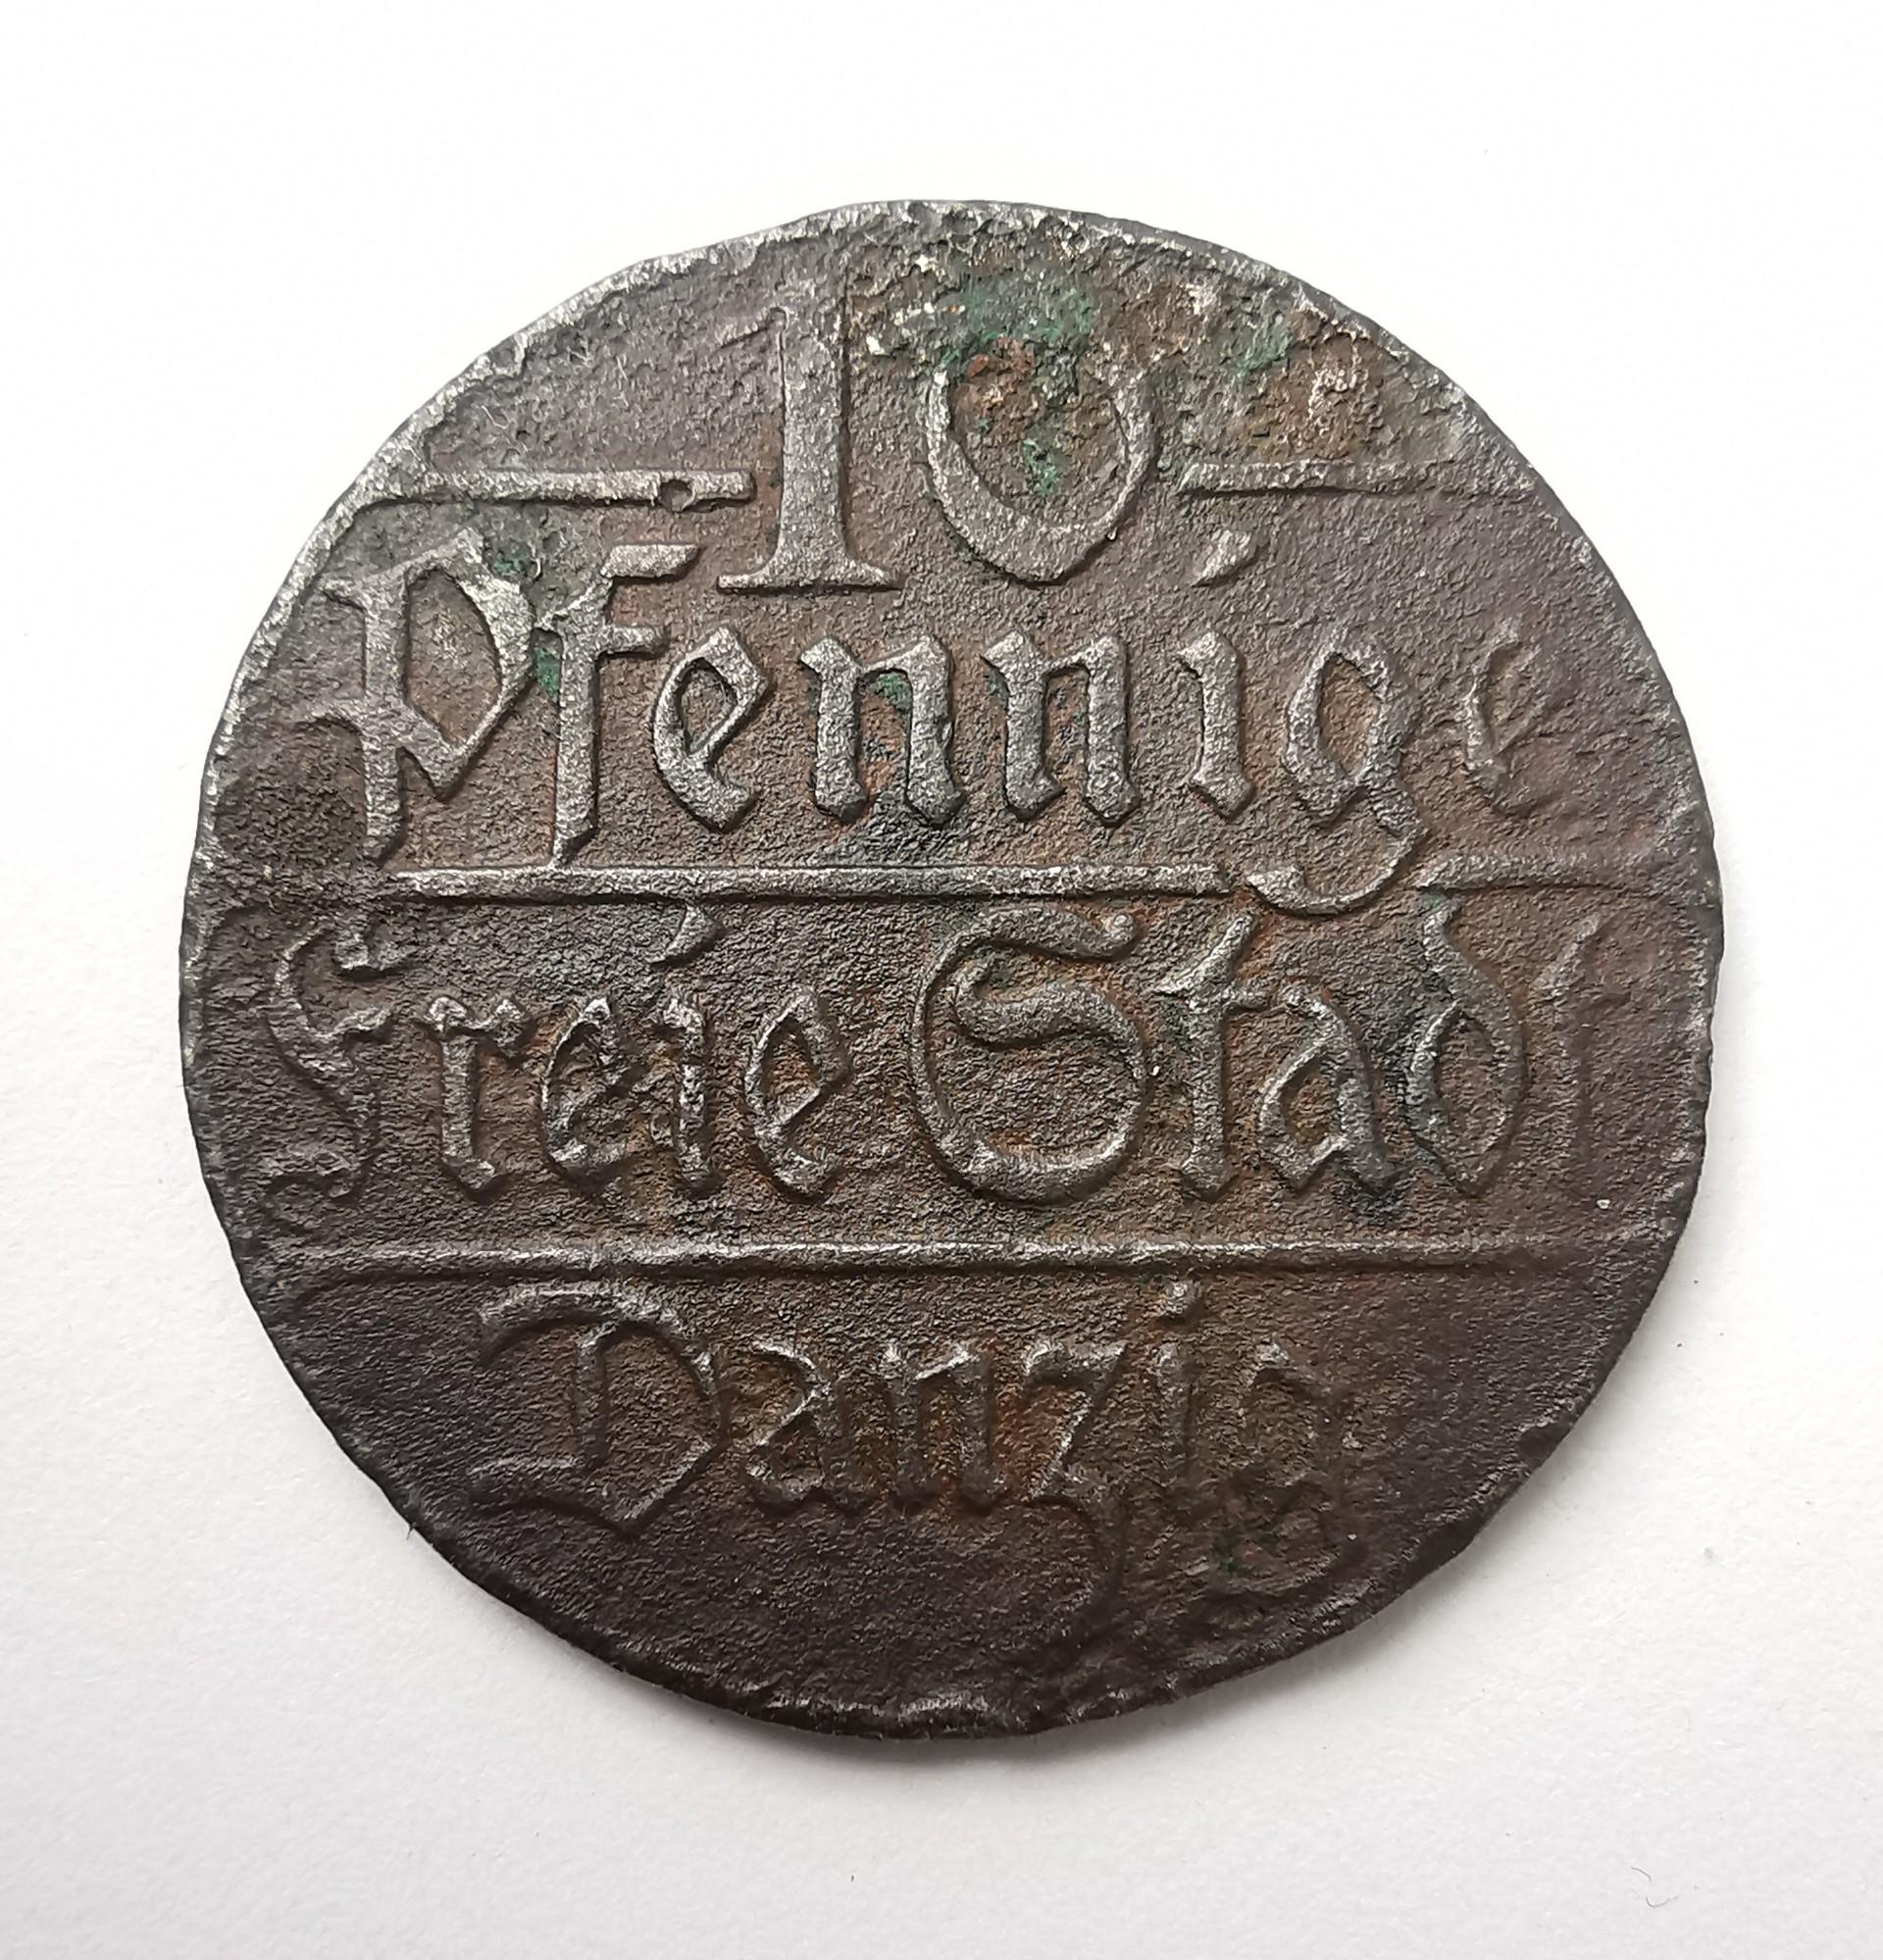 10
Pfennige
Freie Stadt
Danzig